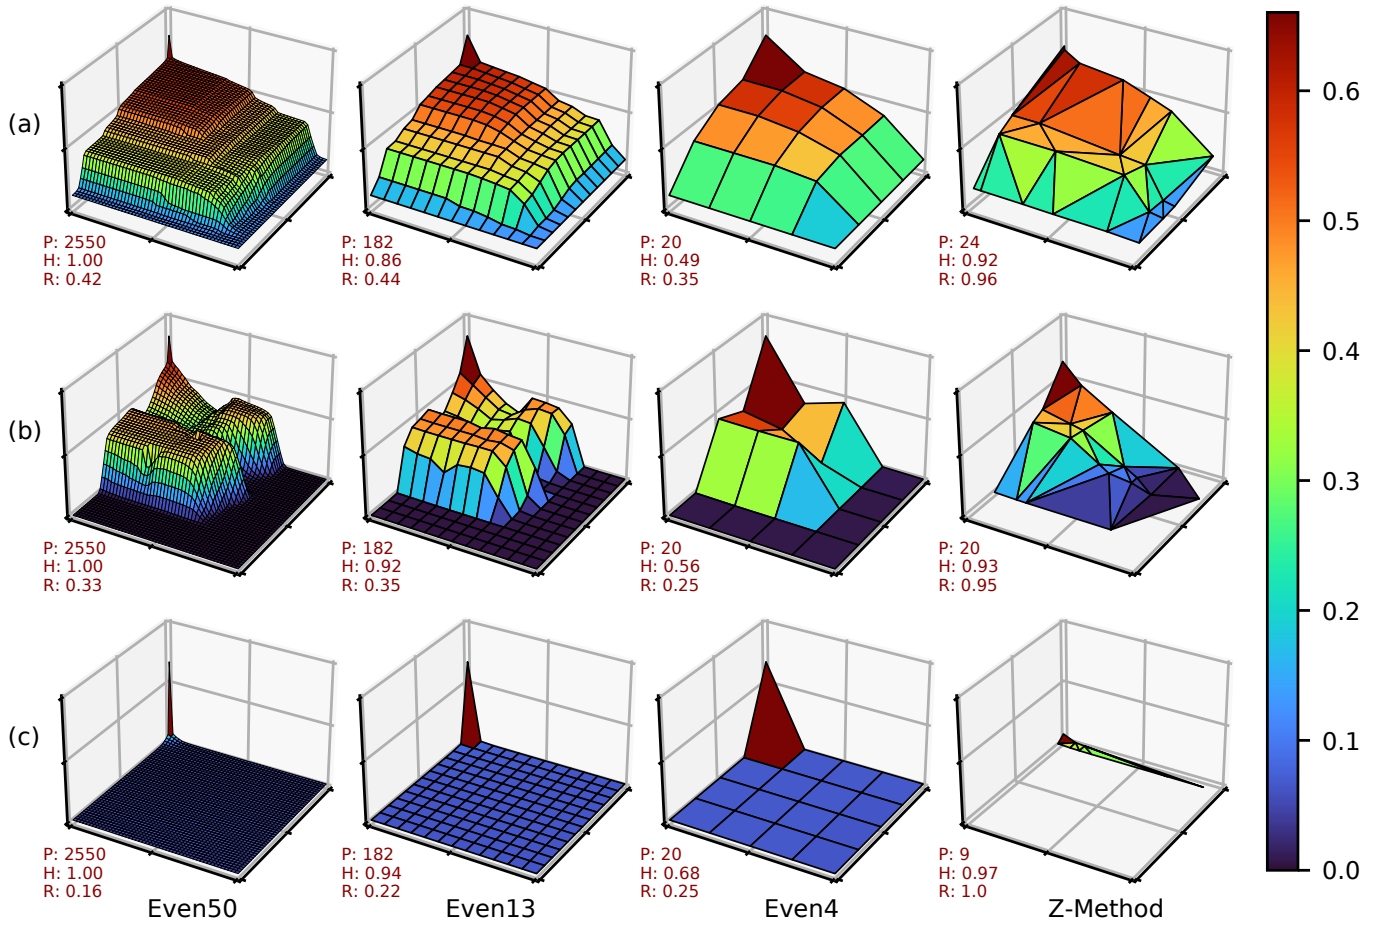 (a)
P: 2550
H: 1.00
R: 0.42
P: 182
H: 0.86
R: 0.44
P: 20
H: 0.49
R: 0.35
P: 24
H: 0.92
R: 0.96
(b)
P: 2550
H: 1.00
R: 0.33
P: 182
H: 0.92
R: 0.35
P: 20
H: 0.56
R: 0.25
P: 20
H: 0.93
R: 0.95
(c)
P: 2550
H: 1.00
R: 0.16
P: 182
H: 0.94
R: 0.22
P: 20
H: 0.68
R: 0.25
P: 9
H: 0.97
R: 1.0
Even50
Even13
Even4
Z-Method
0.6
0.5
0.4
0.3
0.2
0.1
0.0